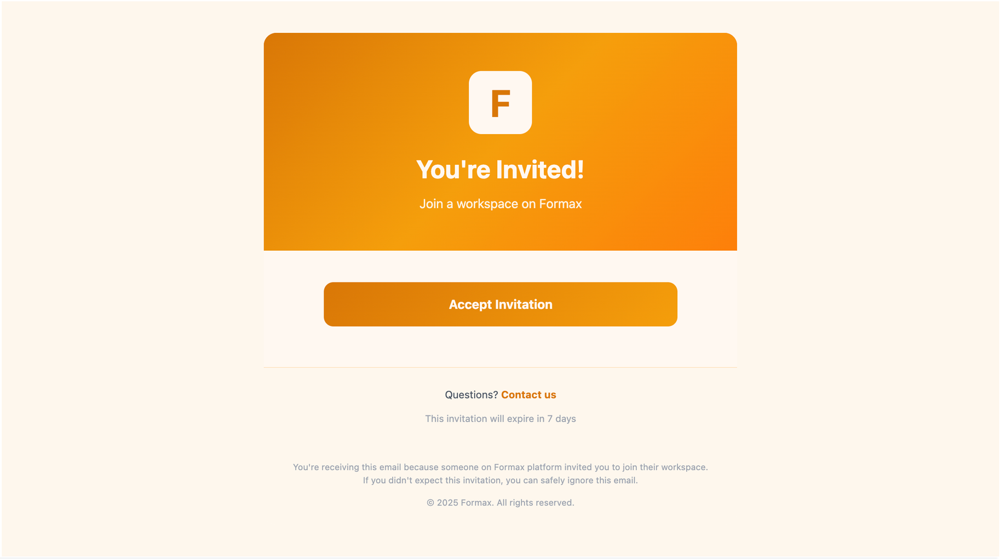 F
You're Invited!
Join a workspace on Formax
Accept Invitation
Questions? Contact us
This invitation will expire in 7 days
You're receiving this email because someone on Formax platform invited you to join their workspace.
If you didn't expect this invitation, you can safely ignore this email.
© 2025 Formax. All rights reserved.